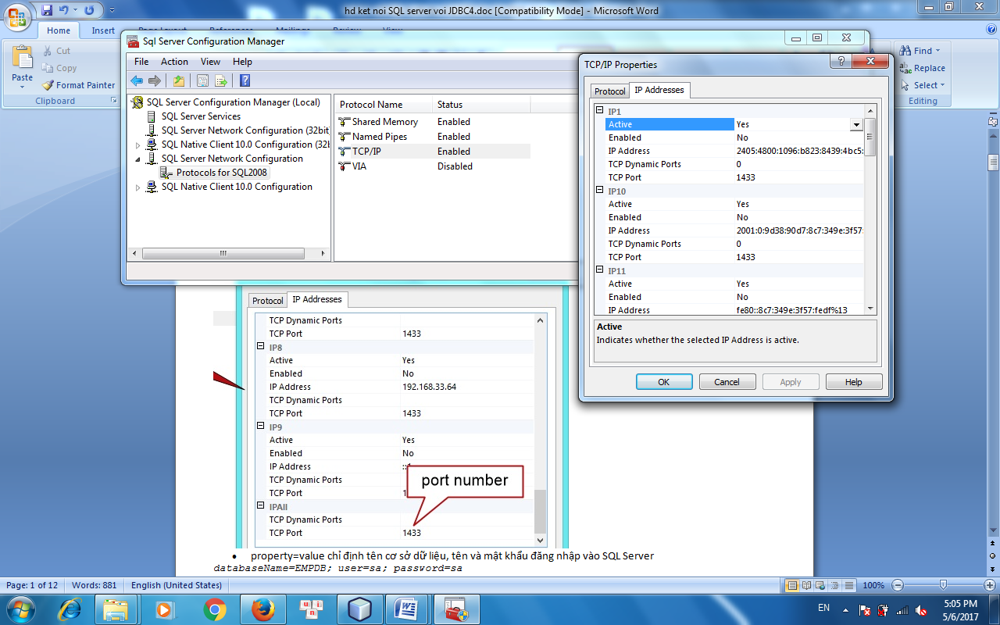 hd ket noi SQL server voi JDBC4.doc [Compatibility Mode] - Microsoft Word
Home
Insert
Cut
Copy
Format Painter
Paste
Clipboard
Find
Replace
Select
Editing
Sql Server Configuration Manager
File Action View Help
SQL Server Configuration Manager (Local)
SQL Server Services
SQL Server Network Configuration (32bit
SQL Native Client 10.0 Configuration (32b
SQL Server Network Configuration
Protocols for SQL2008
SQL Native Client 10.0 Configuration
Protocol Name Status
Shared Memory Enabled
Named Pipes Enabled
TCP/IP Enabled
VIA Disabled
TCP/IP Properties
Protocol IP Addresses
IP1
Active Yes
Enabled No
IP Address 2405:4800:1096:b823:8439:4bc5:
TCP Dynamic Ports 0
TCP Port 1433
IP10
Active Yes
Enabled No
IP Address 2001:0:9d38:90d7:8c7:349e:3f57:
TCP Dynamic Ports 0
TCP Port 1433
IP11
Active Yes
Enabled No
IP Address fe80::8c7:349e:3f57:fedf%13
Active
Indicates whether the selected IP Address is active.
OK Cancel Apply Help
Protocol IP Addresses
TCP Dynamic Ports
TCP Port 1433
IP8
Active Yes
Enabled No
IP Address 192.168.33.64
TCP Dynamic Ports
TCP Port 1433
IP9
Active Yes
Enabled No
IP Address
TCP Dynamic Ports
TCP Port
port number
IPAll
TCP Dynamic Ports
TCP Port 1433
• property=value chỉ định tên cơ sở dữ liệu, tên và mật khẩu đăng nhập vào SQL Server
databaseName=EMPDB; user=sa; password=sa
Page: 1 of 12 Words: 881 English (United States) 100%
EN
5:05 PM
5/6/2017